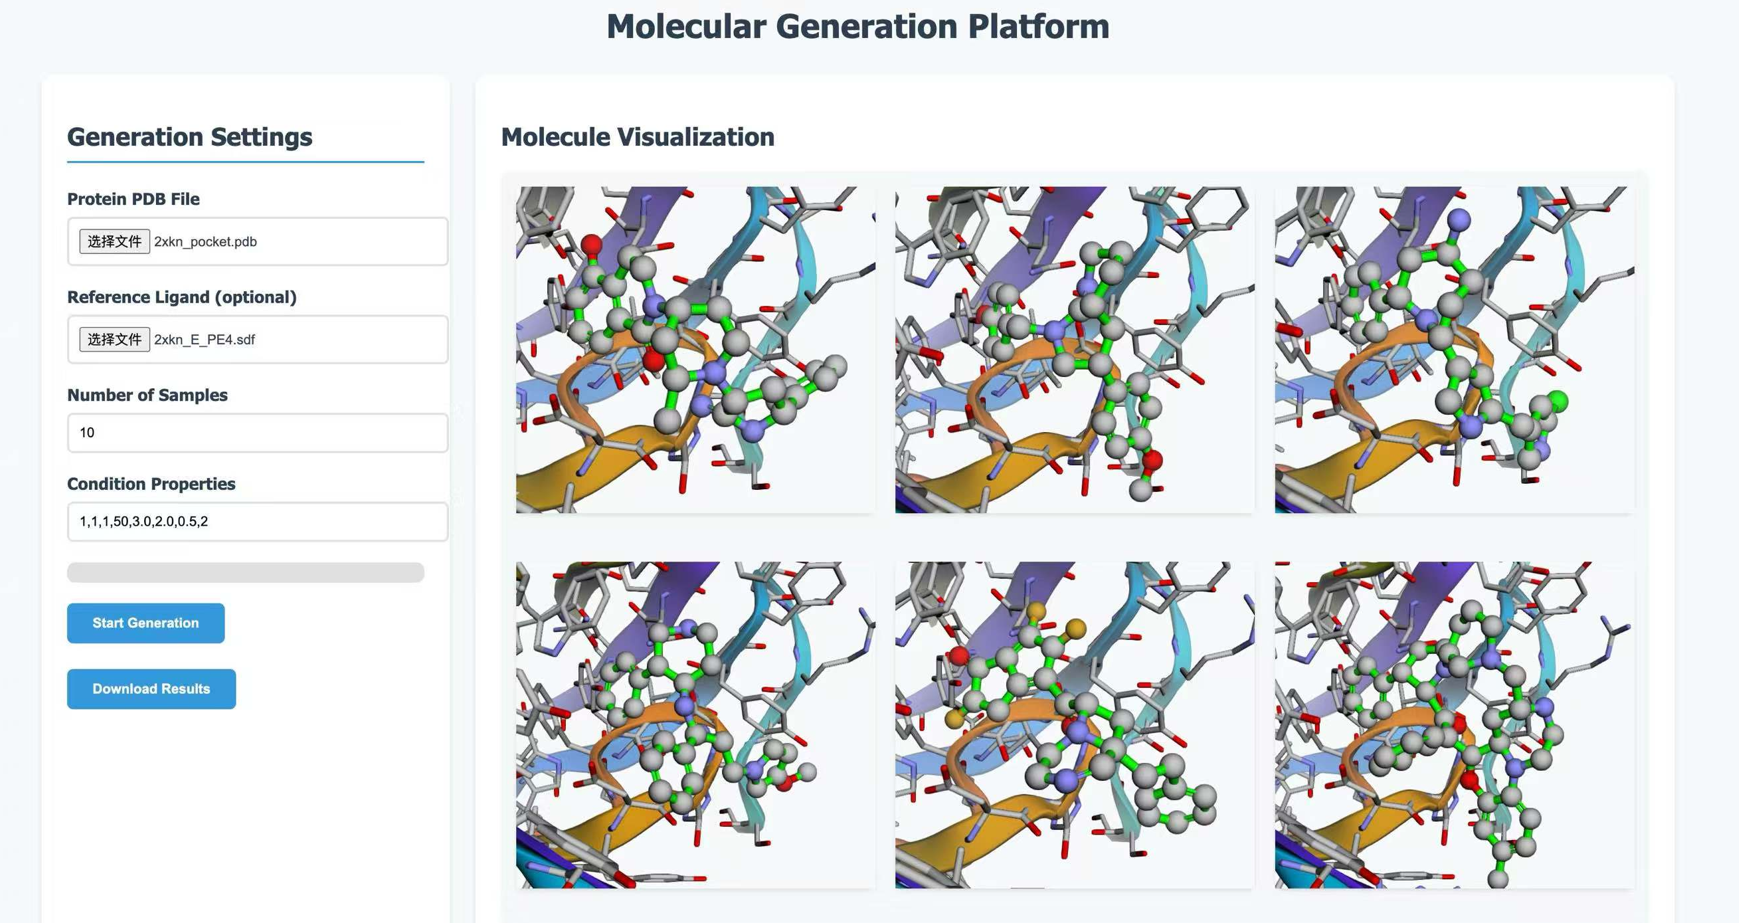 Molecular Generation Platform
Generation Settings
Protein PDB File
选择文件 2xkn_pocket.pdb
Reference Ligand (optional)
选择文件 2xkn_E_PE4.sdf
Number of Samples
10
Condition Properties
1,1,1,50,3.0,2.0,0.5,2
Start Generation
Download Results
Molecule Visualization